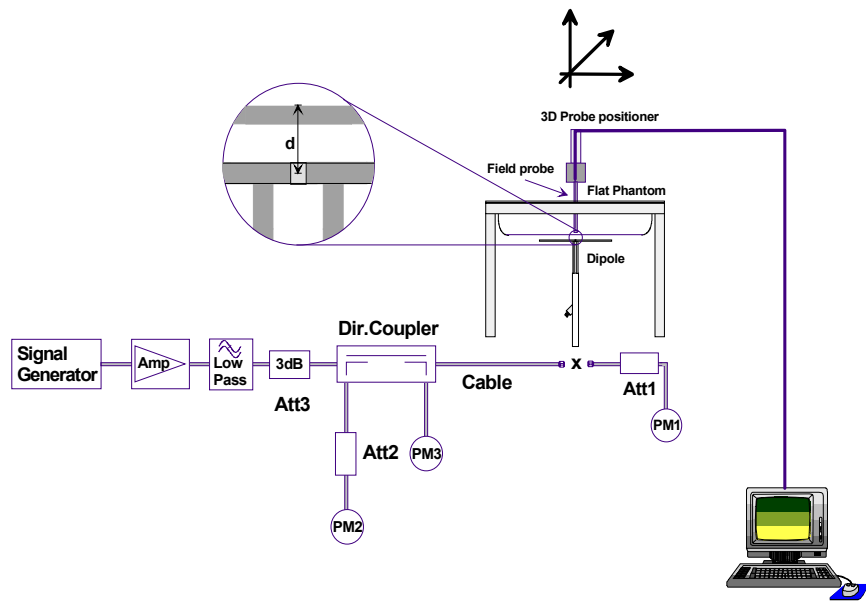 3D Probe positioner
d
Field probe
Flat Phantom
Dipole
Dir.Coupler
Signal
Generator
Amp
Low
Pass
3dB
Att3
Cable
x
Att1
PM1
Att2
PM3
PM2